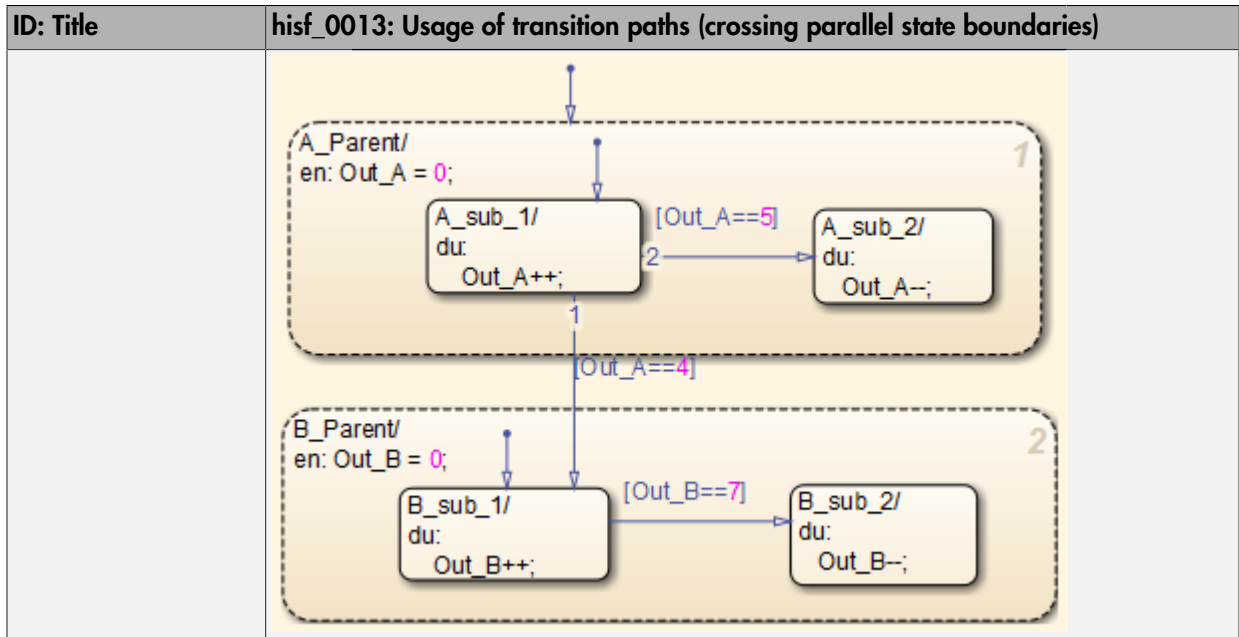 ID: Title
hisf_0013: Usage of transition paths (crossing parallel state boundaries)
A_Parent/
en: Out_A = 0;
1
A_sub_1/
du:
Out_A++;
[Out_A==5]
2
A_sub_2/
du:
Out_A--;
1
[Out_A==4]
B_Parent/
en: Out_B = 0;
2
B_sub_1/
du:
Out_B++;
[Out_B==7]
B_sub_2/
du:
Out_B--;